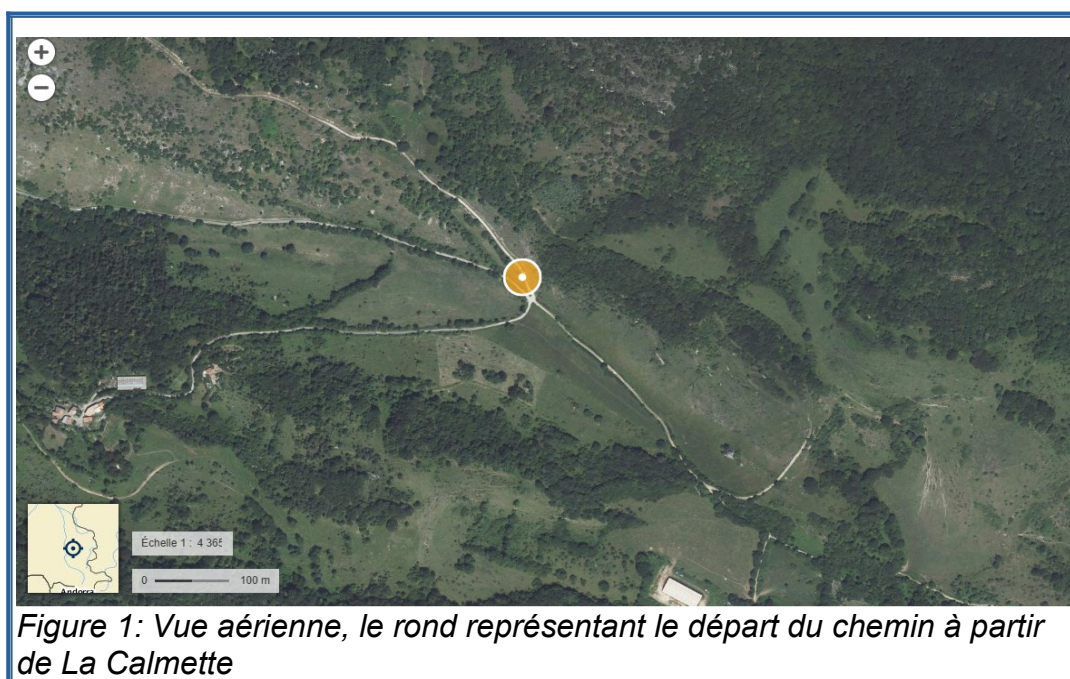 +
−
Échelle 1 : 4 365
0 100 m
Andorra
Figure 1: Vue aérienne, le rond représentant le départ du chemin à partir
de La Calmette